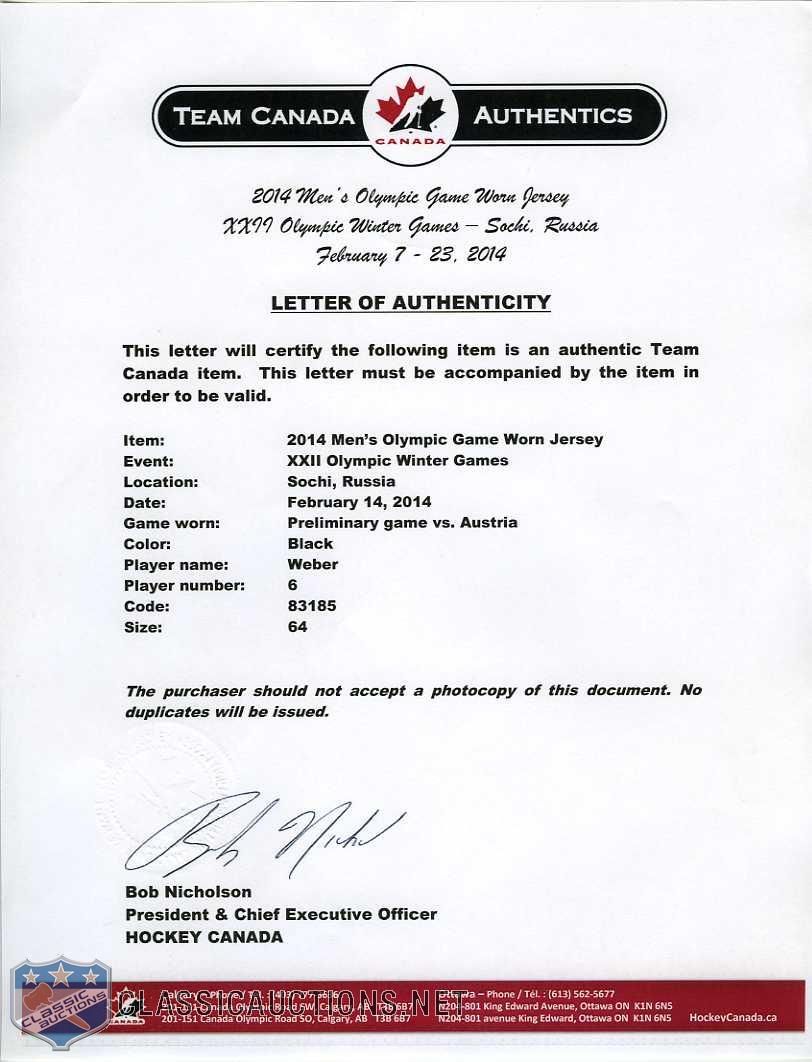 TEAM CANADA AUTHENTICS
CANADA
2014 Men's Olympic Game Worn Jersey
XXII Olympic Winter Games – Sochi, Russia
February 7 - 23, 2014
LETTER OF AUTHENTICITY
This letter will certify the following item is an authentic Team
Canada item. This letter must be accompanied by the item in
order to be valid.
Item: 2014 Men's Olympic Game Worn Jersey
Event: XXII Olympic Winter Games
Location: Sochi, Russia
Date: February 14, 2014
Game worn: Preliminary game vs. Austria
Color: Black
Player name: Weber
Player number: 6
Code: 83185
Size: 64
The purchaser should not accept a photocopy of this document. No
duplicates will be issued.
Bob Nicholson
President & Chief Executive Officer
HOCKEY CANADA
CLASSIC AUCTIONS
CLASSICAUCTIONS.NET
– Phone / Tél. : (613) 562-5677
N204-801 King Edward Avenue, Ottawa ON K1N 6N5
201-151 Canada Olympic Road SO, Calgary, AB T3B 6B7 N204-801 avenue King Edward, Ottawa ON K1N 6N5 HockeyCanada.ca